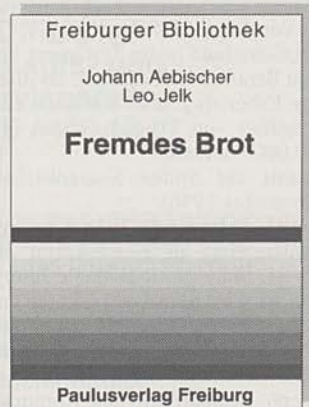 Freiburger Bibliothek
Johann Aebischer
Leo Jelk
Fremdes Brot
Paulusverlag Freiburg